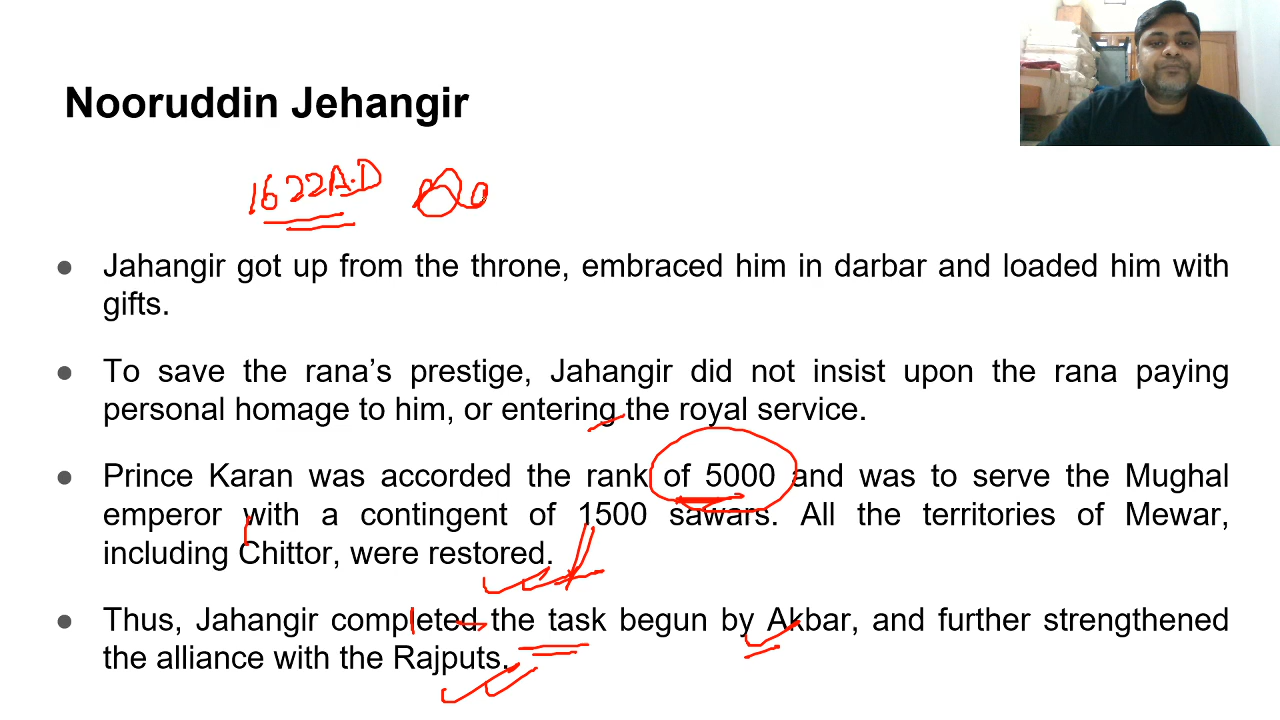 Nooruddin Jehangir
1622A.D
● Jahangir got up from the throne, embraced him in darbar and loaded him with
gifts.
● To save the rana's prestige, Jahangir did not insist upon the rana paying
personal homage to him, or entering the royal service.
● Prince Karan was accorded the rank of 5000 and was to serve the Mughal
emperor with a contingent of 1500 sawars. All the territories of Mewar,
including Chittor, were restored.
● Thus, Jahangir completed the task begun by Akbar, and further strengthened
the alliance with the Rajputs.